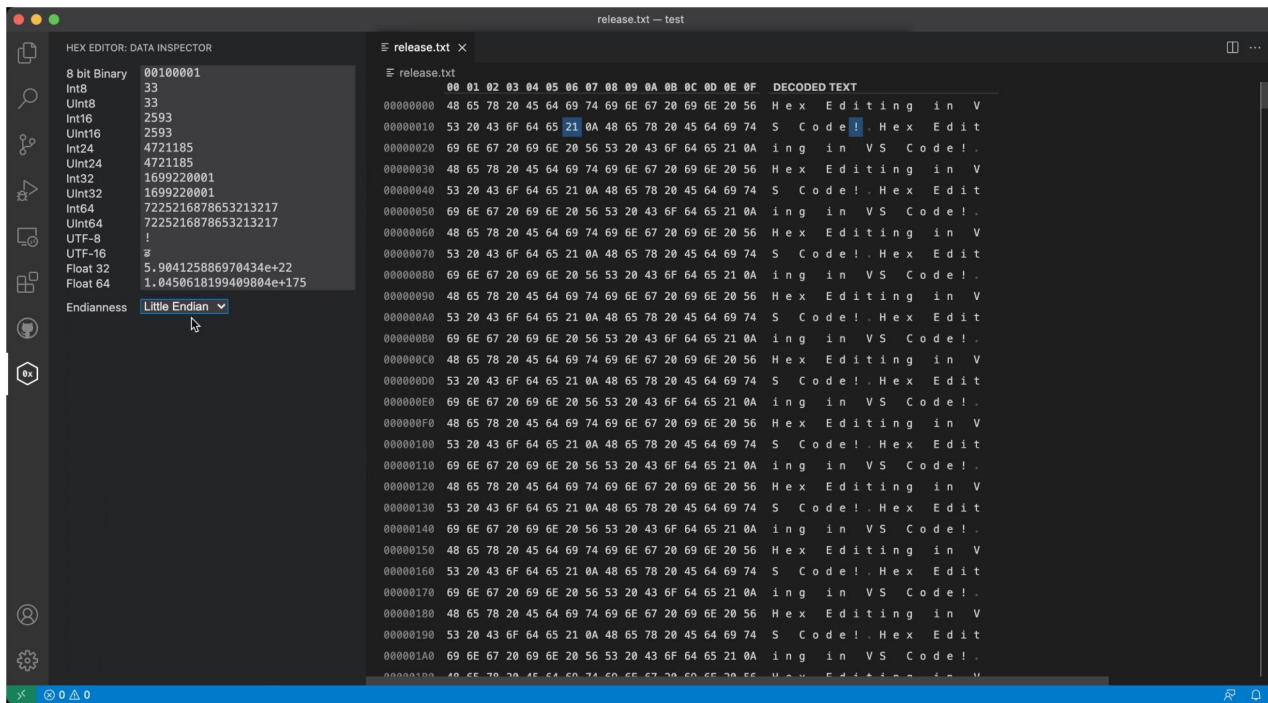 release.txt — test
HEX EDITOR: DATA INSPECTOR
8 bit Binary 00100001
Int8 33
UInt8 33
Int16 2593
UInt16 2593
Int24 4721185
UInt24 4721185
Int32 1699220001
UInt32 1699220001
Int64 7225216878653213217
UInt64 7225216878653213217
UTF-8 !
UTF-16
Float 32 5.904125886970434e+22
Float 64 1.0450618199409804e+175
Endianness Little Endian
0x
release.txt
release.txt
00 01 02 03 04 05 06 07 08 09 0A 0B 0C 0D 0E 0F DECODED TEXT
00000000 48 65 78 20 45 64 69 74 69 6E 67 20 69 6E 20 56 H e x E d i t i n g i n V
00000010 53 20 43 6F 64 65 21 0A 48 65 78 20 45 64 69 74 S C o d e ! . H e x E d i t
00000020 69 6E 67 20 69 6E 20 56 53 20 43 6F 64 65 21 0A i n g i n V S C o d e ! .
00000030 48 65 78 20 45 64 69 74 69 6E 67 20 69 6E 20 56 H e x E d i t i n g i n V
00000040 53 20 43 6F 64 65 21 0A 48 65 78 20 45 64 69 74 S C o d e ! . H e x E d i t
00000050 69 6E 67 20 69 6E 20 56 53 20 43 6F 64 65 21 0A i n g i n V S C o d e ! .
00000060 48 65 78 20 45 64 69 74 69 6E 67 20 69 6E 20 56 H e x E d i t i n g i n V
00000070 53 20 43 6F 64 65 21 0A 48 65 78 20 45 64 69 74 S C o d e ! . H e x E d i t
00000080 69 6E 67 20 69 6E 20 56 53 20 43 6F 64 65 21 0A i n g i n V S C o d e ! .
00000090 48 65 78 20 45 64 69 74 69 6E 67 20 69 6E 20 56 H e x E d i t i n g i n V
000000A0 53 20 43 6F 64 65 21 0A 48 65 78 20 45 64 69 74 S C o d e ! . H e x E d i t
000000B0 69 6E 67 20 69 6E 20 56 53 20 43 6F 64 65 21 0A i n g i n V S C o d e ! .
000000C0 48 65 78 20 45 64 69 74 69 6E 67 20 69 6E 20 56 H e x E d i t i n g i n V
000000D0 53 20 43 6F 64 65 21 0A 48 65 78 20 45 64 69 74 S C o d e ! . H e x E d i t
000000E0 69 6E 67 20 69 6E 20 56 53 20 43 6F 64 65 21 0A i n g i n V S C o d e ! .
000000F0 48 65 78 20 45 64 69 74 69 6E 67 20 69 6E 20 56 H e x E d i t i n g i n V
00000100 53 20 43 6F 64 65 21 0A 48 65 78 20 45 64 69 74 S C o d e ! . H e x E d i t
00000110 69 6E 67 20 69 6E 20 56 53 20 43 6F 64 65 21 0A i n g i n V S C o d e ! .
00000120 48 65 78 20 45 64 69 74 69 6E 67 20 69 6E 20 56 H e x E d i t i n g i n V
00000130 53 20 43 6F 64 65 21 0A 48 65 78 20 45 64 69 74 S C o d e ! . H e x E d i t
00000140 69 6E 67 20 69 6E 20 56 53 20 43 6F 64 65 21 0A i n g i n V S C o d e ! .
00000150 48 65 78 20 45 64 69 74 69 6E 67 20 69 6E 20 56 H e x E d i t i n g i n V
00000160 53 20 43 6F 64 65 21 0A 48 65 78 20 45 64 69 74 S C o d e ! . H e x E d i t
00000170 69 6E 67 20 69 6E 20 56 53 20 43 6F 64 65 21 0A i n g i n V S C o d e ! .
00000180 48 65 78 20 45 64 69 74 69 6E 67 20 69 6E 20 56 H e x E d i t i n g i n V
00000190 53 20 43 6F 64 65 21 0A 48 65 78 20 45 64 69 74 S C o d e ! . H e x E d i t
000001A0 69 6E 67 20 69 6E 20 56 53 20 43 6F 64 65 21 0A i n g i n V S C o d e ! .
0 0